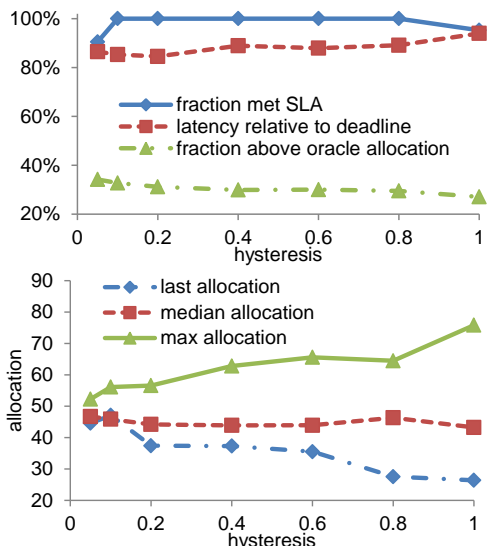 100%
80%
60%
40%
20%
fraction met SLA
latency relative to deadline
fraction above oracle allocation
0 0.2 0.4 0.6 0.8 1
hysteresis
90
80
70
60
50
40
30
20
allocation
last allocation
median allocation
max allocation
0 0.2 0.4 0.6 0.8 1
hysteresis